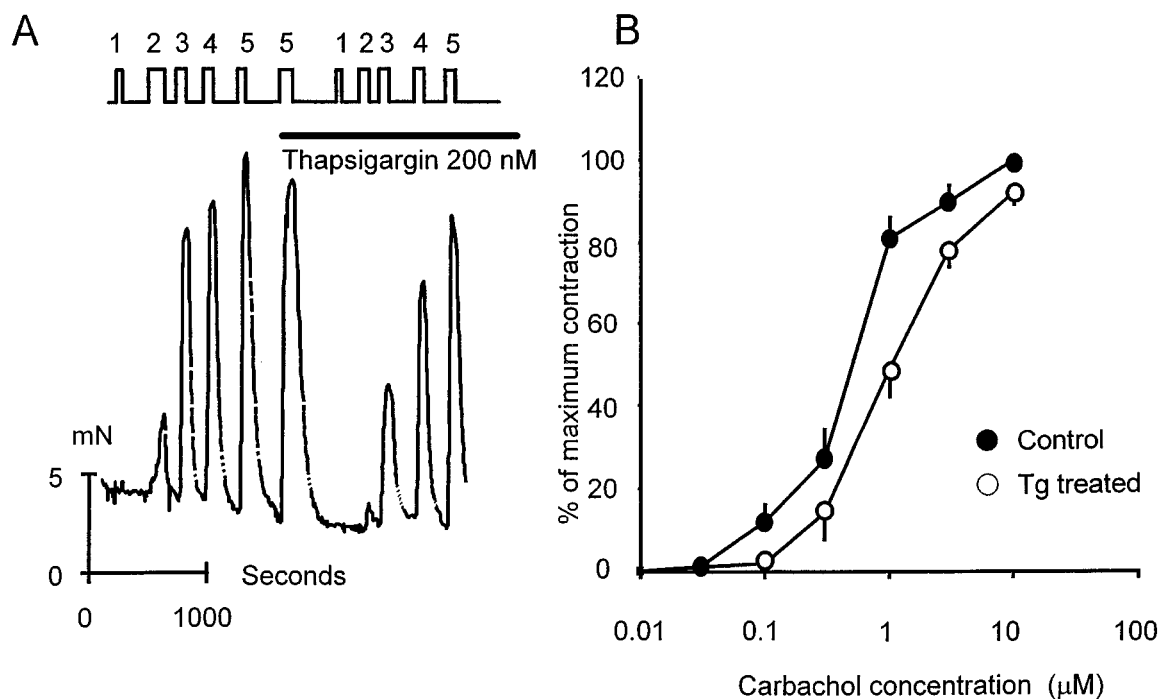 A
1 2 3 4 5 5 1 2 3 4 5
Thapsigargin 200 nM
mN
5
0
Seconds
0 1000
B
% of maximum contraction
120
100
80
60
40
20
0
Control
Tg treated
0.01 0.1 1 10 100
Carbachol concentration (μM)